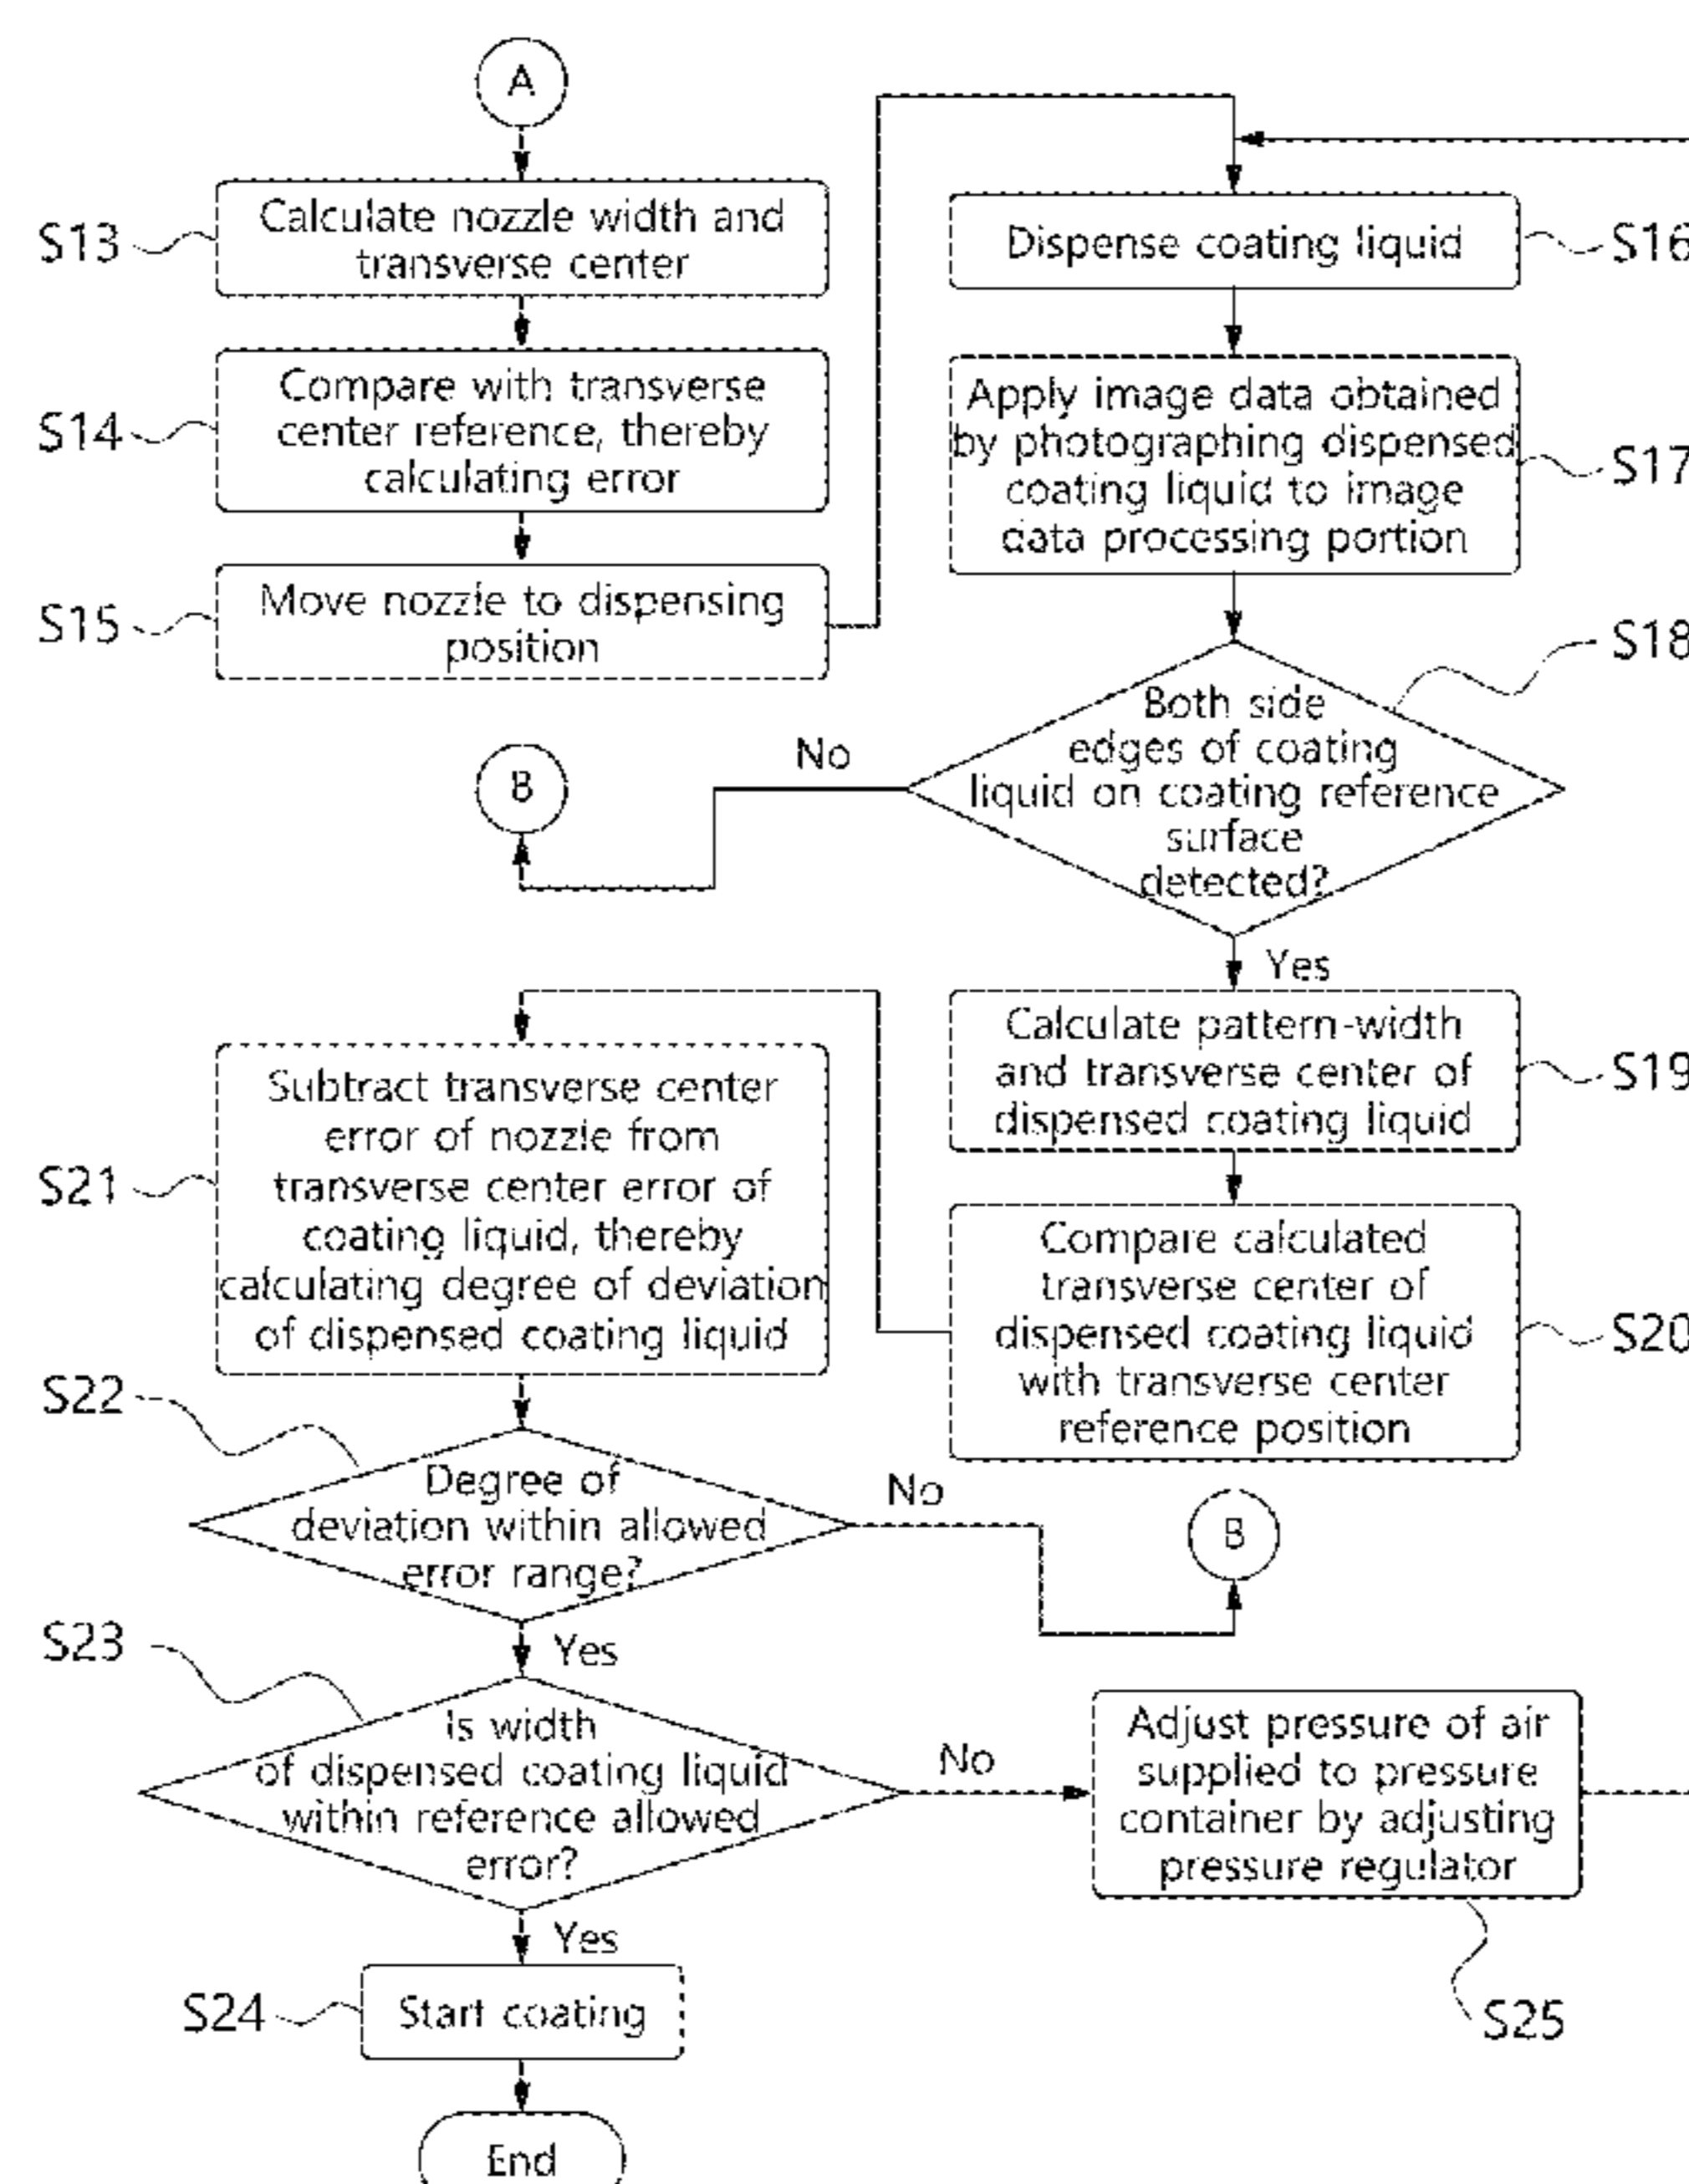 A
S13
Calculate nozzle width and
transverse center
S14
Compare with transverse
center reference, thereby
calculating error
S15
Move nozzle to dispensing
position
Dispense coating liquid
S16
Apply image data obtained
by photographing dispensed
coating liquid to image
data processing portion
S17
S18
Both side
edges of coating
liquid on coating reference
surface
detected?
No
B
Yes
Calculate pattern-width
and transverse center of
dispensed coating liquid
S19
Compare calculated
transverse center of
dispensed coating liquid
with transverse center
reference position
S20
S21
Subtract transverse center
error of nozzle from
transverse center error of
coating liquid, thereby
calculating degree of deviation
of dispensed coating liquid
S22
Degree of
deviation within allowed
error range?
No
B
Yes
S23
Is width
of dispensed coating liquid
within reference allowed
error?
No
Adjust pressure of air
supplied to pressure
container by adjusting
pressure regulator
S25
Yes
S24
Start coating
End